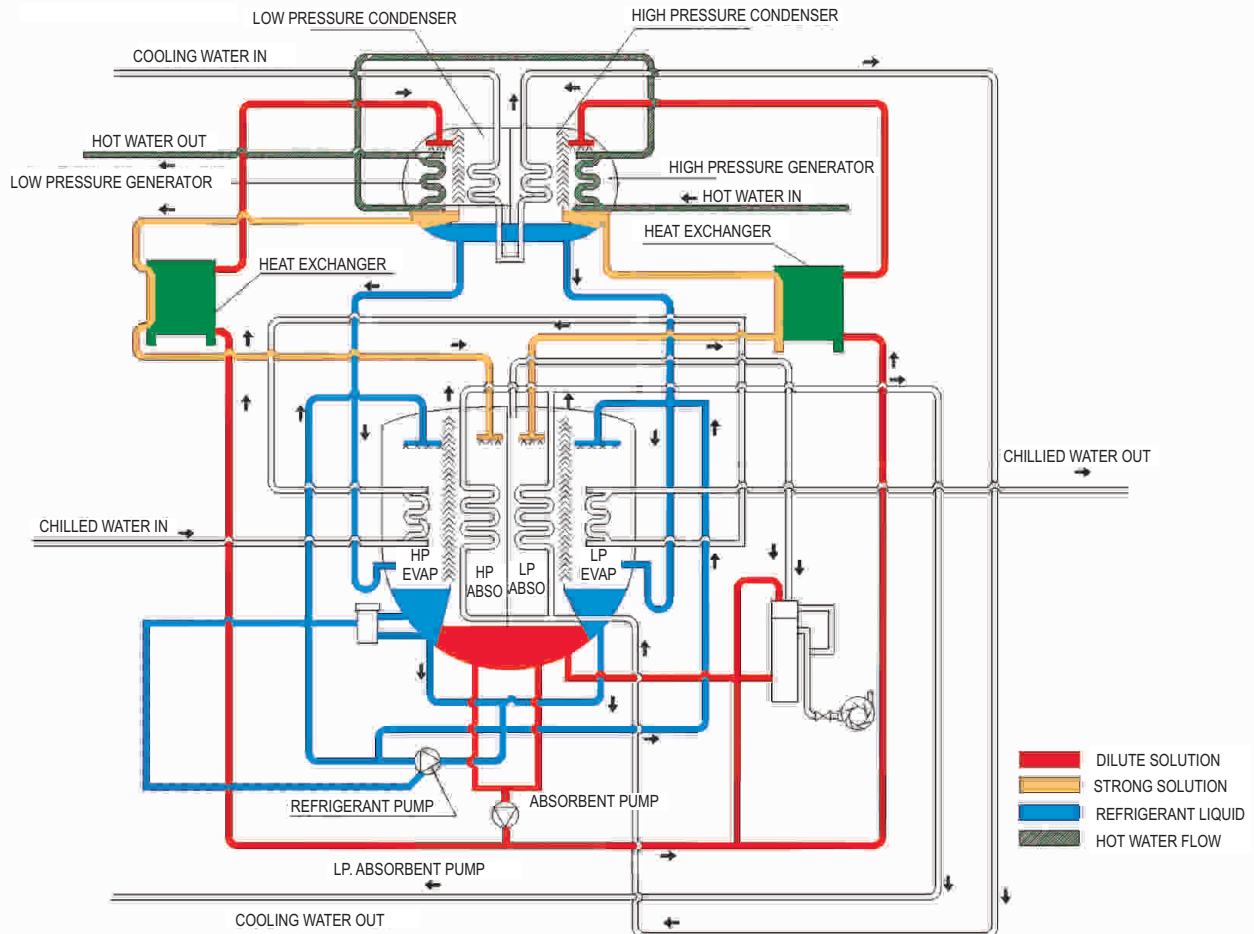 LOW PRESSURE CONDENSER
HIGH PRESSURE CONDENSER
COOLING WATER IN
HOT WATER OUT
LOW PRESSURE GENERATOR
HIGH PRESSURE GENERATOR
HOT WATER IN
HEAT EXCHANGER
HEAT EXCHANGER
CHILLIED WATER OUT
CHILLED WATER IN
HP
EVAP
HP
ABSO
LP
ABSO
LP
EVAP
REFRIGERANT PUMP
ABSORBENT PUMP
LP. ABSORBENT PUMP
COOLING WATER OUT
DILUTE SOLUTION
STRONG SOLUTION
REFRIGERANT LIQUID
HOT WATER FLOW